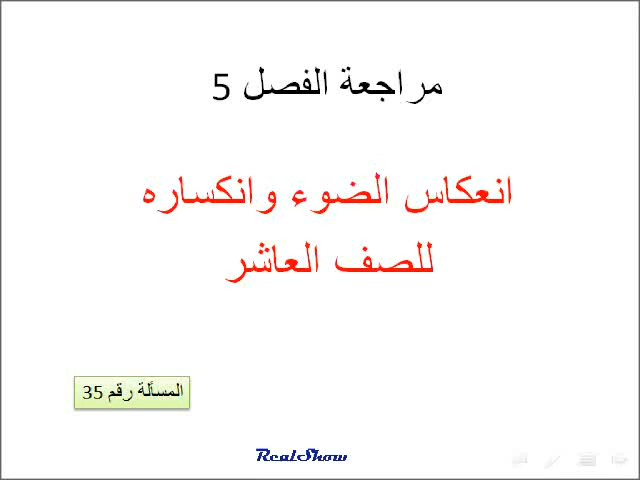 مراجعة الفصل 5
انعكاس الضوء وانكساره
للصف العاشر
المسألة رقم 35
RealShow